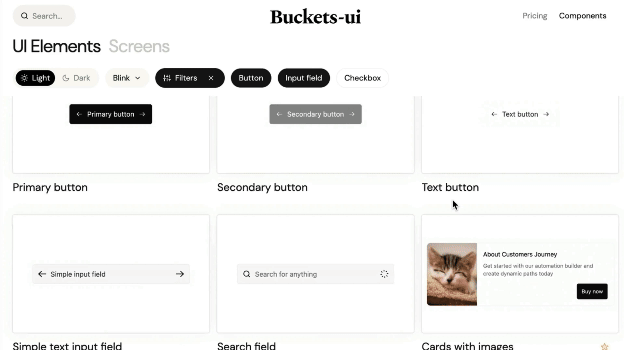 Search...
Buckets-ui
Pricing
Components
UI Elements
Screens
Light
Dark
Blink
Filters
Button
Input field
Checkbox
Primary button
Secondary button
Text button
Primary button
Secondary button
Text button
Simple input field
Search for anything
About Customers Journey
Get started with our automation builder and
create dynamic paths today
Buy now
Simple text input field
Search field
Cards with images